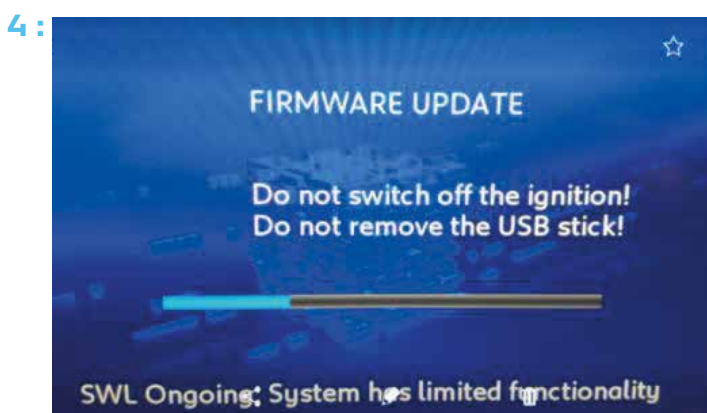 4 :
FIRMWARE UPDATE
Do not switch off the ignition!
Do not remove the USB stick!
SWL Ongoing: System has limited functionality